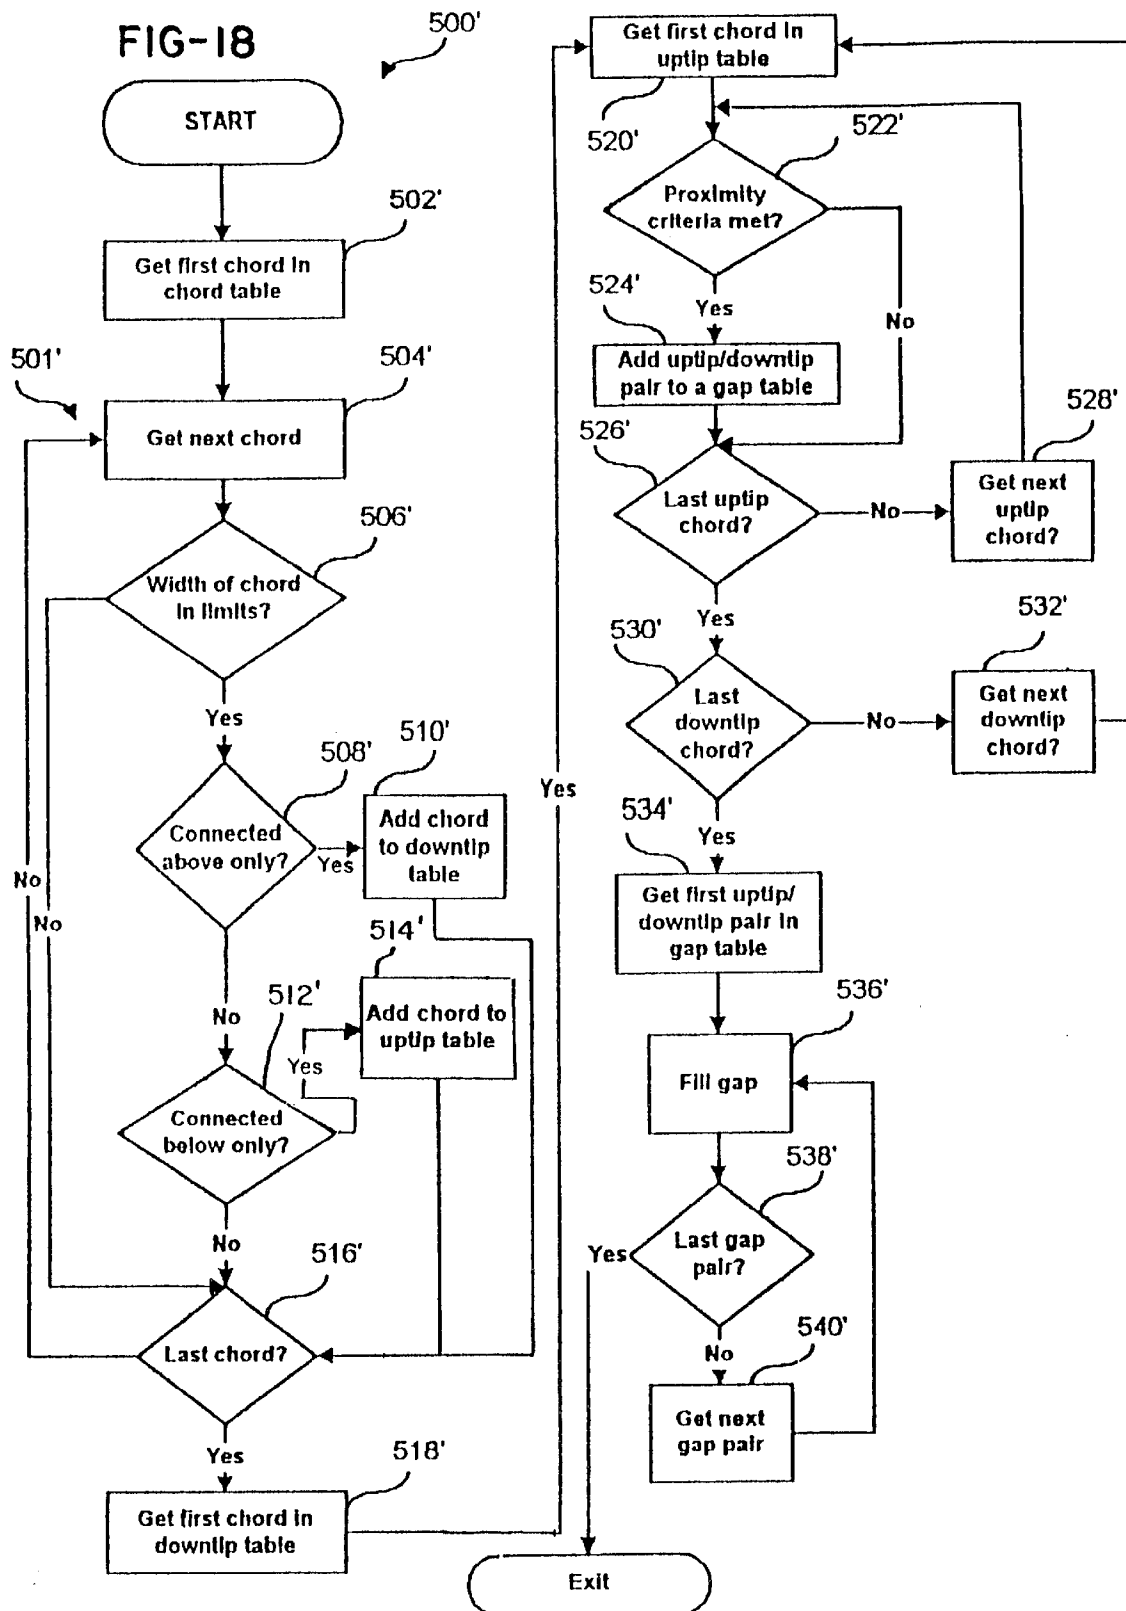 FIG-18
500'
START
502'
Get first chord in
chord table
501'
504'
Get next chord
506'
Width of chord
in limits?
Yes
508'
Connected
above only?
Yes
510'
Add chord
to downtip
table
No
No
No
512'
Connected
below only?
Yes
514'
Add chord to
uptip table
No
516'
Last chord?
Yes
518'
Get first chord in
downtip table
Yes
Get first chord in
uptip table
520'
522'
Proximity
criteria met?
524'
Yes
No
Add uptip/downtip
pair to a gap table
526'
Last uptip
chord?
No
528'
Get next
uptip
chord?
Yes
530'
Last
downtip
chord?
No
532'
Get next
downtip
chord?
Yes
534'
Get first uptip/
downtip pair in
gap table
536'
Fill gap
538'
Last gap
pair?
Yes
No
540'
Get next
gap pair
Exit